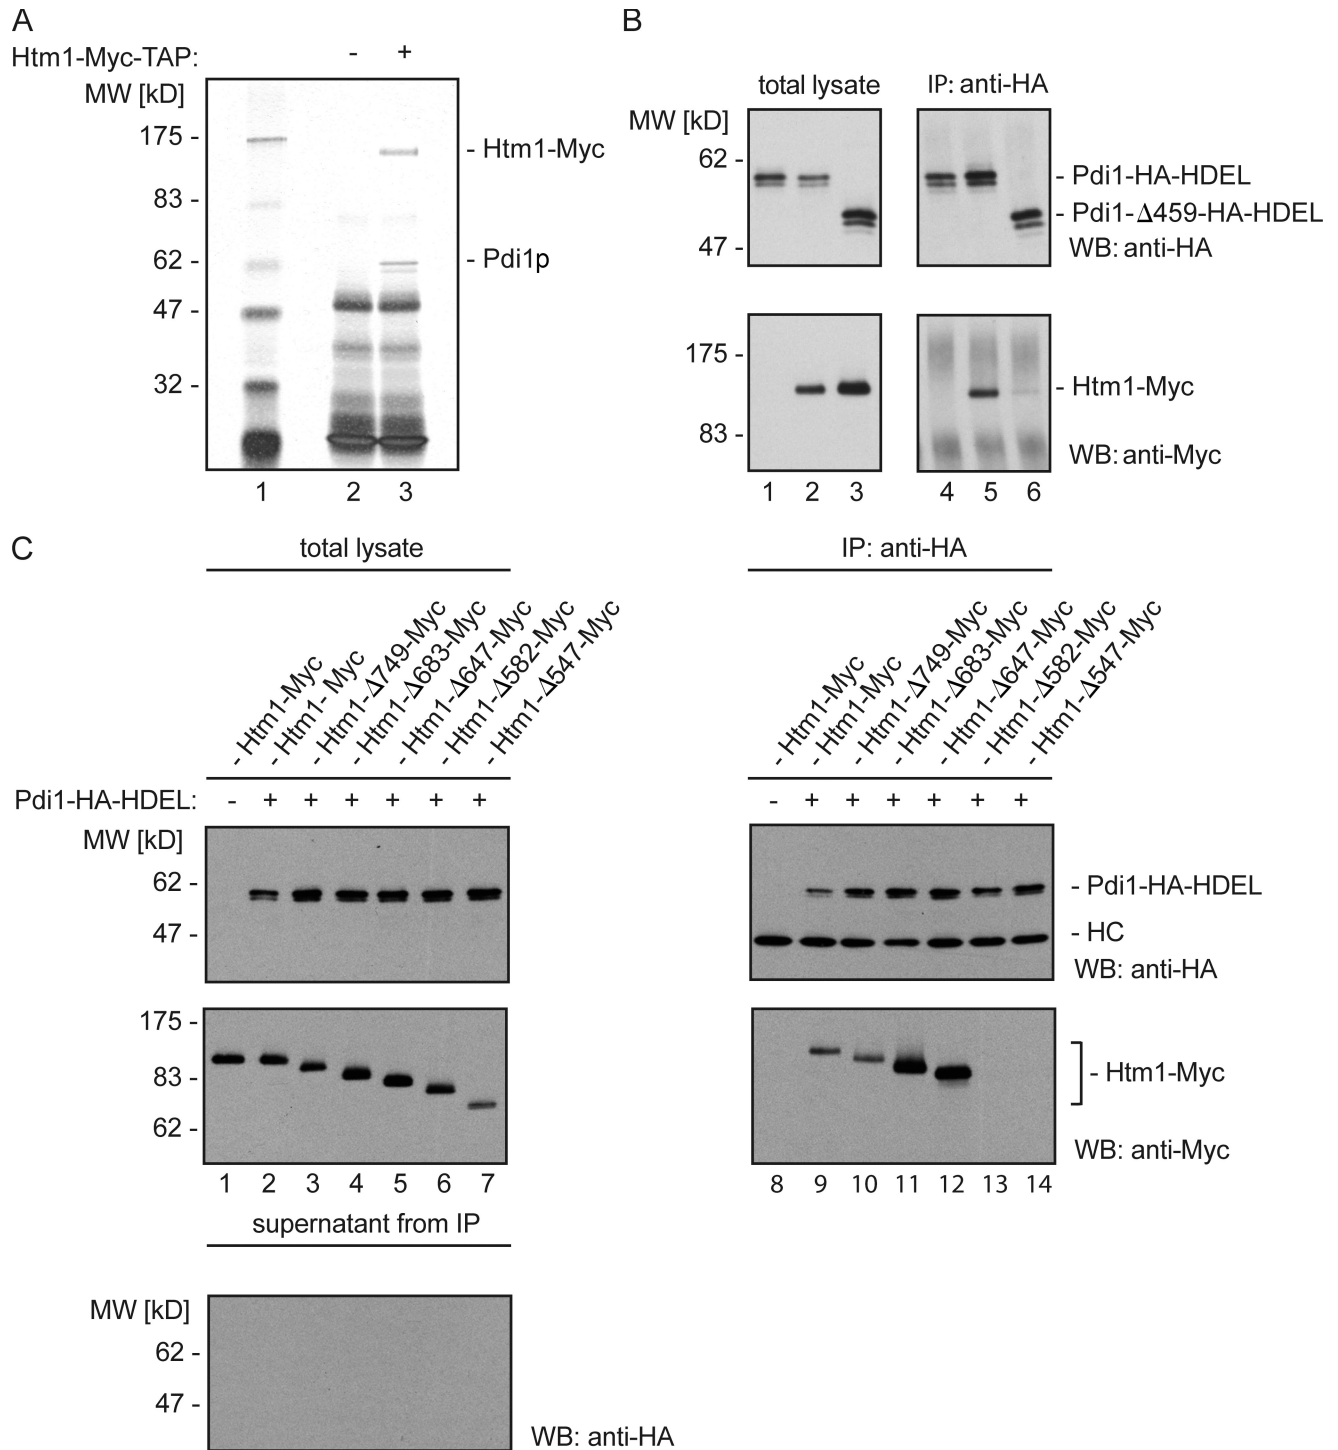 A
Htm1-Myc-TAP: - +
MW [kD]
175 -
83 -
62 -
47 -
32 -
- Htm1-Myc
- Pdi1p
1 2 3
B
total lysate IP: anti-HA
MW [kD]
62 -
47 -
- Pdi1-HA-HDEL
- Pdi1-Δ459-HA-HDEL
WB: anti-HA
175 -
83 -
- Htm1-Myc
WB: anti-Myc
1 2 3 4 5 6
C
total lysate
- Htm1-Myc
- Htm1- Myc
- Htm1-Δ749-Myc
- Htm1-Δ683-Myc
- Htm1-Δ647-Myc
- Htm1-Δ582-Myc
- Htm1-Δ547-Myc
IP: anti-HA
- Htm1-Myc
- Htm1-Myc
- Htm1-Δ749-Myc
- Htm1-Δ683-Myc
- Htm1-Δ647-Myc
- Htm1-Δ582-Myc
- Htm1-Δ547-Myc
Pdi1-HA-HDEL: - + + + + + + - + + + + + +
MW [kD]
62 -
47 -
- Pdi1-HA-HDEL
- HC
WB: anti-HA
175 -
83 -
62 -
- Htm1-Myc
WB: anti-Myc
1 2 3 4 5 6 7 8 9 10 11 12 13 14
supernatant from IP
MW [kD]
62 -
47 -
WB: anti-HA